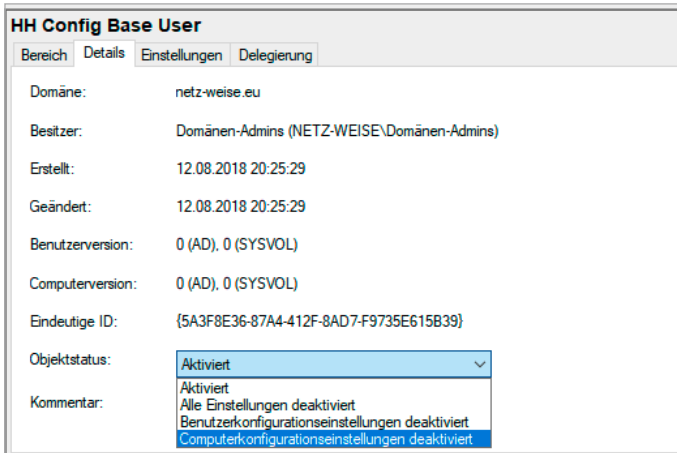 HH Config Base User
Bereich Details Einstellungen Delegierung
Domäne: netz-weise.eu
Besitzer: Domänen-Admins (NETZ-WEISE\Domänen-Admins)
Erstellt: 12.08.2018 20:25:29
Geändert: 12.08.2018 20:25:29
Benutzerversion: 0 (AD), 0 (SYSVOL)
Computerversion: 0 (AD), 0 (SYSVOL)
Eindeutige ID: {5A3F8E36-87A4-412F-8AD7-F9735E615B39}
Objektstatus: Aktiviert
Aktiviert
Kommentar: Alle Einstellungen deaktiviert
Benutzerkonfigurationseinstellungen deaktiviert
Computerkonfigurationseinstellungen deaktiviert